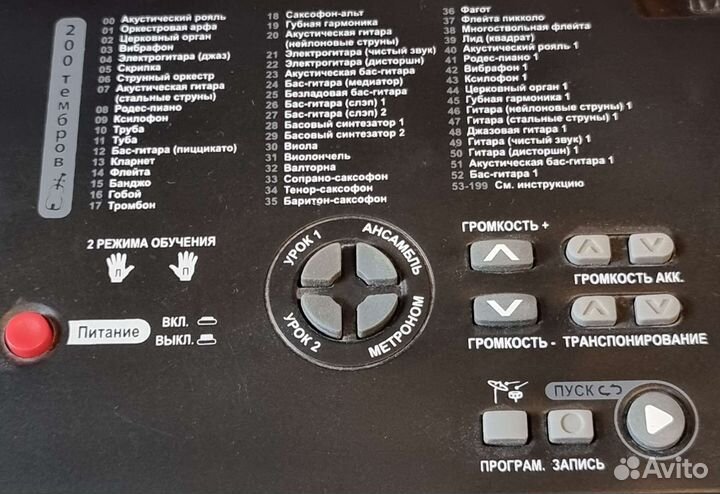 200 тембров
00 Акустический рояль
01 Оркестровая арфа
02 Церковный орган
03 Вибрафон
04 Электрогитара (джаз)
05 Скрипка
06 Струнный оркестр
07 Акустическая гитара
(стальные струны)
08 Родес-пиано
09 Ксилофон
10 Труба
11 Туба
12 Бас-гитара (пиццикато)
13 Кларнет
14 Флейта
15 Банджо
16 Гобой
17 Тромбон
18 Саксофон-альт
19 Губная гармоника
20 Акустическая гитара
(нейлоновые струны)
21 Электрогитара (чистый звук)
22 Электрогитара (дисторшн)
23 Акустическая бас-гитара
24 Бас-гитара (медиатор)
25 Безладовая бас-гитара
26 Бас-гитара (слэп) 1
27 Бас-гитара (слэп) 2
28 Басовый синтезатор 1
29 Басовый синтезатор 2
30 Виола
31 Виолончель
32 Валторна
33 Сопрано-саксофон
34 Тенор-саксофон
35 Баритон-саксофон
36 Фагот
37 Флейта пикколо
38 Многоствольная флейта
39 Лид (квадрат)
40 Акустический рояль 1
41 Родес-пиано 1
42 Вибрафон 1
43 Ксилофон 1
44 Церковный орган 1
45 Губная гармоника 1
46 Гитара (нейлоновые струны) 1
47 Гитара (стальные струны) 1
48 Джазовая гитара 1
49 Гитара (чистый звук) 1
50 Гитара (дисторшн) 1
51 Акустическая бас-гитара 1
52 Бас-гитара 1
53-199 См. инструкцию
2 РЕЖИМА ОБУЧЕНИЯ
Л П
Питание
ВКЛ.
ВЫКЛ.
УРОК 1
АНСАМБЛЬ
УРОК 2
МЕТРОНОМ
ГРОМКОСТЬ +
ГРОМКОСТЬ -
ГРОМКОСТЬ АКК.
ТРАНСПОНИРОВАНИЕ
ПУСК
ПРОГРАМ. ЗАПИСЬ
Avito